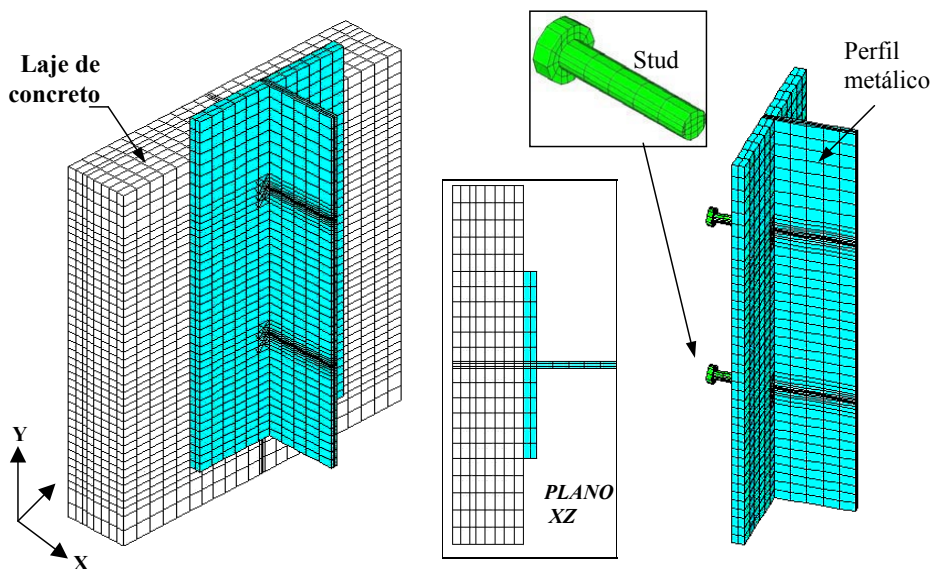 Laje de
concreto
Stud
Perfil
metálico
PLANO
XZ
Y
X